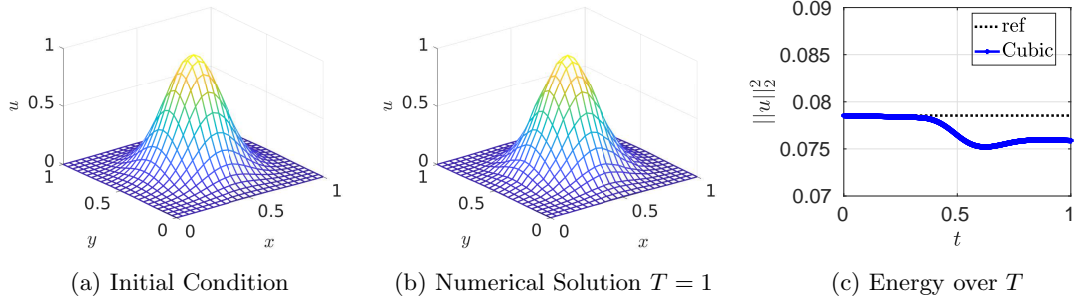 1
0.5
0
1
0.5
0
0
0.5
1
u
y
x
1
0.5
0
1
0.5
0
0
0.5
1
u
y
x
0.09
0.085
0.08
0.075
0.07
0
0.5
1
||u||₂²
t
ref
Cubic
(a) Initial Condition
(b) Numerical Solution T = 1
(c) Energy over T